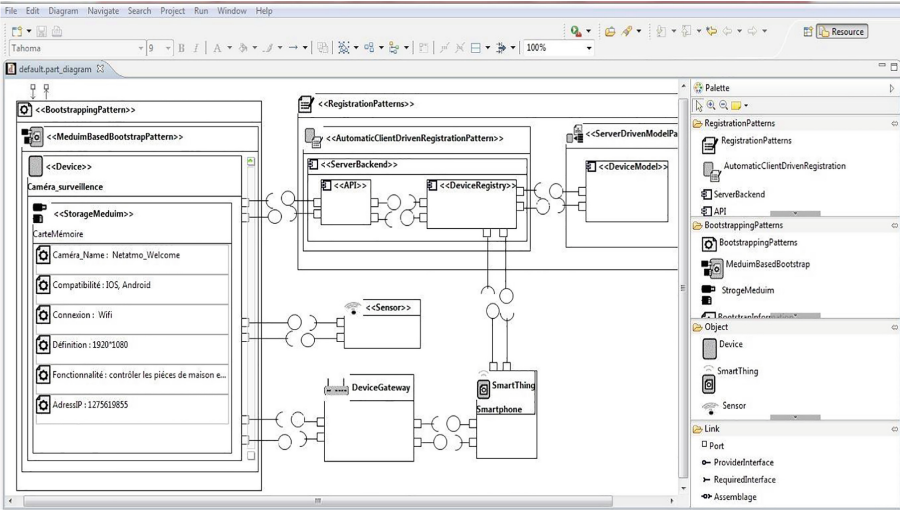 File Edit Diagram Navigate Search Project Run Window Help
Resource
Tahoma 9 B I A 100%
default.part_diagram
<<BootstrappingPattern>>
<<MeduimBasedBootstrapPattern>>
<<Device>>
Caméra_surveillence
<<StorageMeduim>>
CarteMémoire
Caméra_Name : Netatmo_Welcome
Compatibilité : IOS, Android
Connexion : Wifi
Définition : 1920*1080
Fonctionnalité : contrôler les piéces de maison e...
AdressIP : 1275619855
<<RegistrationPatterns>>
<<AutomaticClientDrivenRegistrationPattern>>
<<ServerBackend>>
<<API>>
<<DeviceRegistry>>
<<ServerDrivenModelPa
<<DeviceModel>>
<<Sensor>>
DeviceGateway
SmartThing
Smartphone
Palette
RegistrationPatterns
RegistrationPatterns
AutomaticClientDrivenRegistration
ServerBackend
API
BootstrappingPatterns
BootstrappingPatterns
MeduimBasedBootstrap
StrogeMeduim
BootstrapInformation
Object
Device
SmartThing
Sensor
Link
Port
ProviderInterface
RequiredInterface
Assemblage